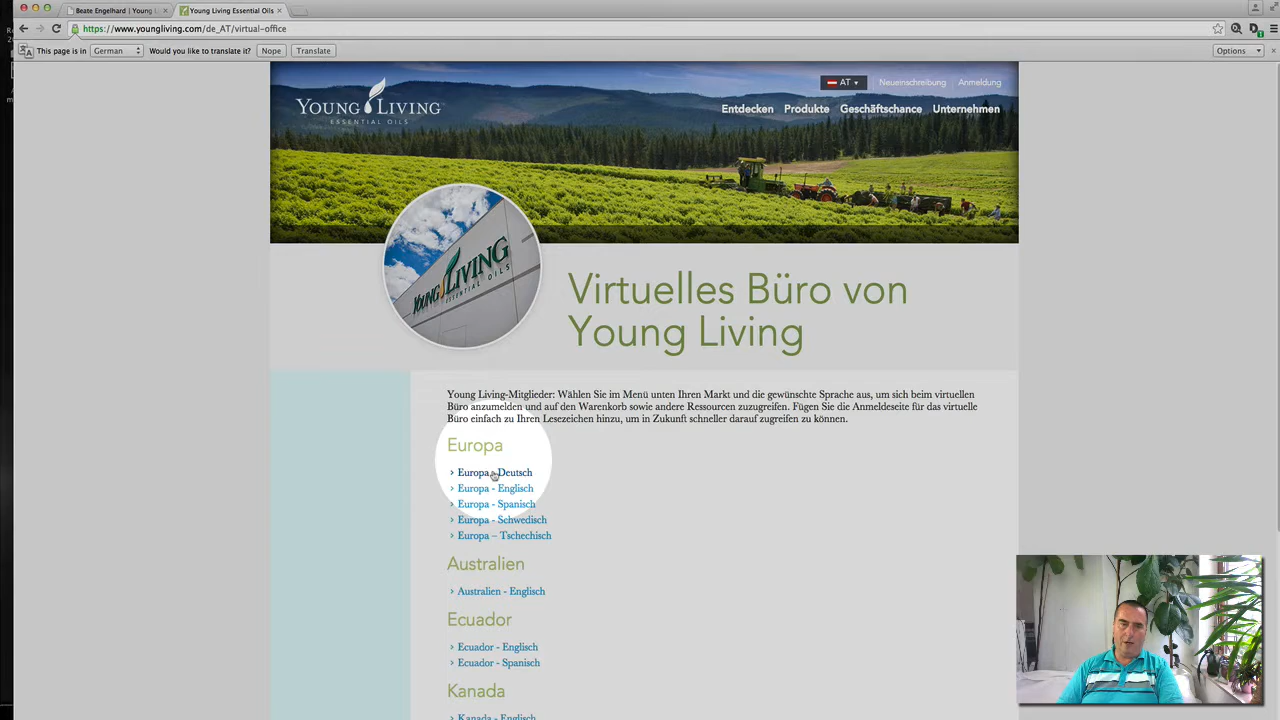 Beate Engelhard | Young L
Young Living Essential Oils
https://www.youngliving.com/de_AT/virtual-office
This page is in
German
Would you like to translate it?
Nope
Translate
Options
AT
Neueinschreibung
Anmeldung
YOUNG LIVING
ESSENTIAL OILS
Entdecken
Produkte
Geschäftschance
Unternehmen
YOUNG LIVING
ESSENTIAL OILS
Virtuelles Büro von
Young Living
Young Living-Mitglieder: Wählen Sie im Menü unten Ihren Markt und die gewünschte Sprache aus, um sich beim virtuellen
Büro anzumelden und auf den Warenkorb sowie andere Ressourcen zuzugreifen. Fügen Sie die Anmeldeseite für das virtuelle
Büro einfach zu Ihren Lesezeichen hinzu, um in Zukunft schneller darauf zugreifen zu können.
Europa
Europa - Deutsch
Europa - Englisch
Europa - Spanisch
Europa - Schwedisch
Europa – Tschechisch
Australien
Australien - Englisch
Ecuador
Ecuador - Englisch
Ecuador - Spanisch
Kanada
Kanada - Englisch